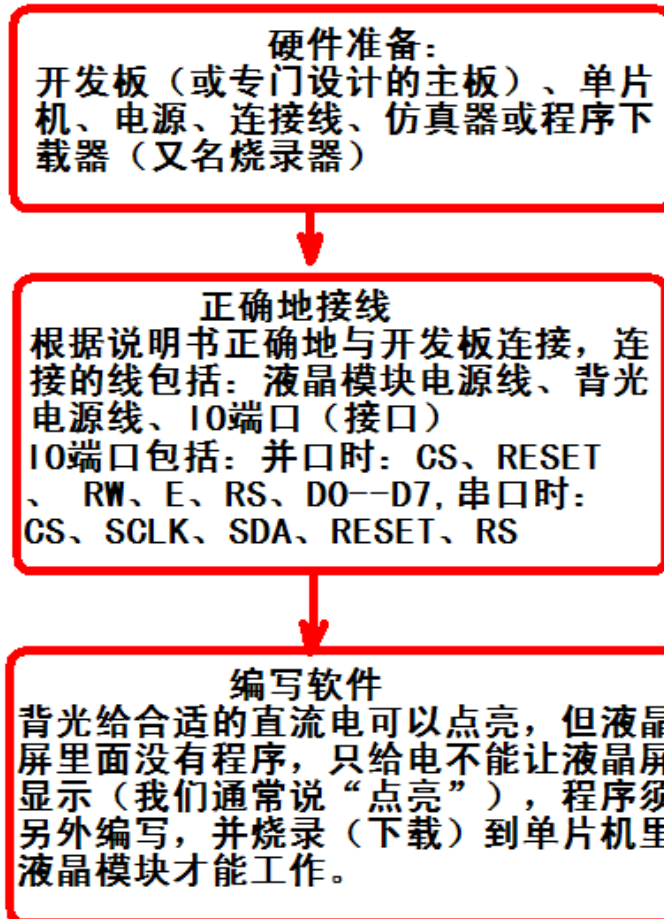 硬件准备：
开发板（或专门设计的主板）、单片
机、电源、连接线、仿真器或程序下
载器（又名烧录器）
正确地接线
根据说明书正确地与开发板连接，连
接的线包括：液晶模块电源线、背光
电源线、IO端口（接口）
IO端口包括：并口时：CS、RESET
、 RW、E、RS、D0--D7,串口时：
CS、SCLK、SDA、RESET、RS
编写软件
背光给合适的直流电可以点亮，但液晶
屏里面没有程序，只给电不能让液晶屏
显示（我们通常说“点亮”），程序须
另外编写，并烧录（下载）到单片机里
液晶模块才能工作。